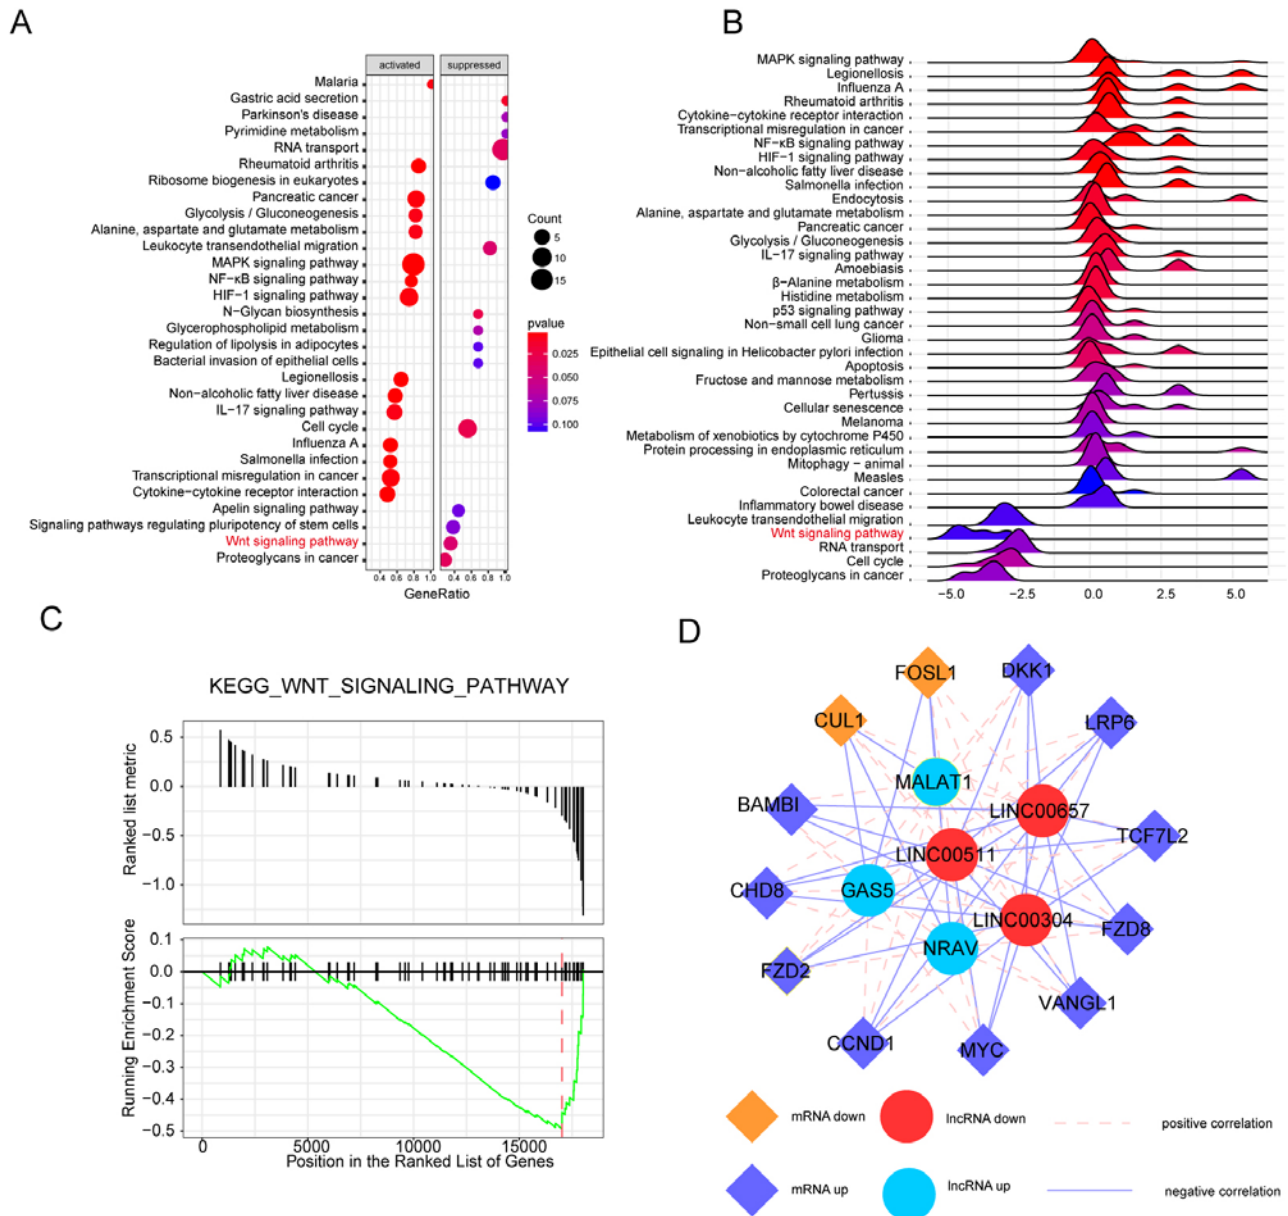 A
activated
suppressed
Malaria
Gastric acid secretion
Parkinson's disease
Pyrimidine metabolism
RNA transport
Rheumatoid arthritis
Ribosome biogenesis in eukaryotes
Pancreatic cancer
Glycolysis / Gluconeogenesis
Alanine, aspartate and glutamate metabolism
Leukocyte transendothelial migration
MAPK signaling pathway
NF-κB signaling pathway
HIF-1 signaling pathway
N-Glycan biosynthesis
Glycerophospholipid metabolism
Regulation of lipolysis in adipocytes
Bacterial invasion of epithelial cells
Legionellosis
Non-alcoholic fatty liver disease
IL-17 signaling pathway
Cell cycle
Influenza A
Salmonella infection
Transcriptional misregulation in cancer
Cytokine-cytokine receptor interaction
Apelin signaling pathway
Signaling pathways regulating pluripotency of stem cells
Wnt signaling pathway
Proteoglycans in cancer
0.4 0.6 0.8 1.0 0.4 0.6 0.8 1.0
GeneRatio
Count
5
10
15
pvalue
0.025
0.050
0.075
0.100
B
MAPK signaling pathway
Legionellosis
Influenza A
Rheumatoid arthritis
Cytokine-cytokine receptor interaction
Transcriptional misregulation in cancer
NF-κB signaling pathway
HIF-1 signaling pathway
Non-alcoholic fatty liver disease
Salmonella infection
Endocytosis
Alanine, aspartate and glutamate metabolism
Pancreatic cancer
Glycolysis / Gluconeogenesis
IL-17 signaling pathway
Amoebiasis
β-Alanine metabolism
Histidine metabolism
p53 signaling pathway
Non-small cell lung cancer
Glioma
Epithelial cell signaling in Helicobacter pylori infection
Apoptosis
Fructose and mannose metabolism
Pertussis
Cellular senescence
Melanoma
Metabolism of xenobiotics by cytochrome P450
Protein processing in endoplasmic reticulum
Mitophagy - animal
Measles
Colorectal cancer
Inflammatory bowel disease
Leukocyte transendothelial migration
Wnt signaling pathway
RNA transport
Cell cycle
Proteoglycans in cancer
-5.0 -2.5 0.0 2.5 5.0
C
KEGG_WNT_SIGNALING_PATHWAY
Ranked list metric
0.5
0.0
-0.5
-1.0
Running Enrichment Score
0.1
0.0
-0.1
-0.2
-0.3
-0.4
-0.5
0 5000 10000 15000
Position in the Ranked List of Genes
D
FOSL1
DKK1
CUL1
LRP6
MALAT1
BAMBI
LINC00657
TCF7L2
LINC00511
CHD8
GAS5
LINC00304
FZD8
NRAV
FZD2
VANGL1
CCND1
MYC
mRNA down
lncRNA down
positive correlation
mRNA up
lncRNA up
negative correlation